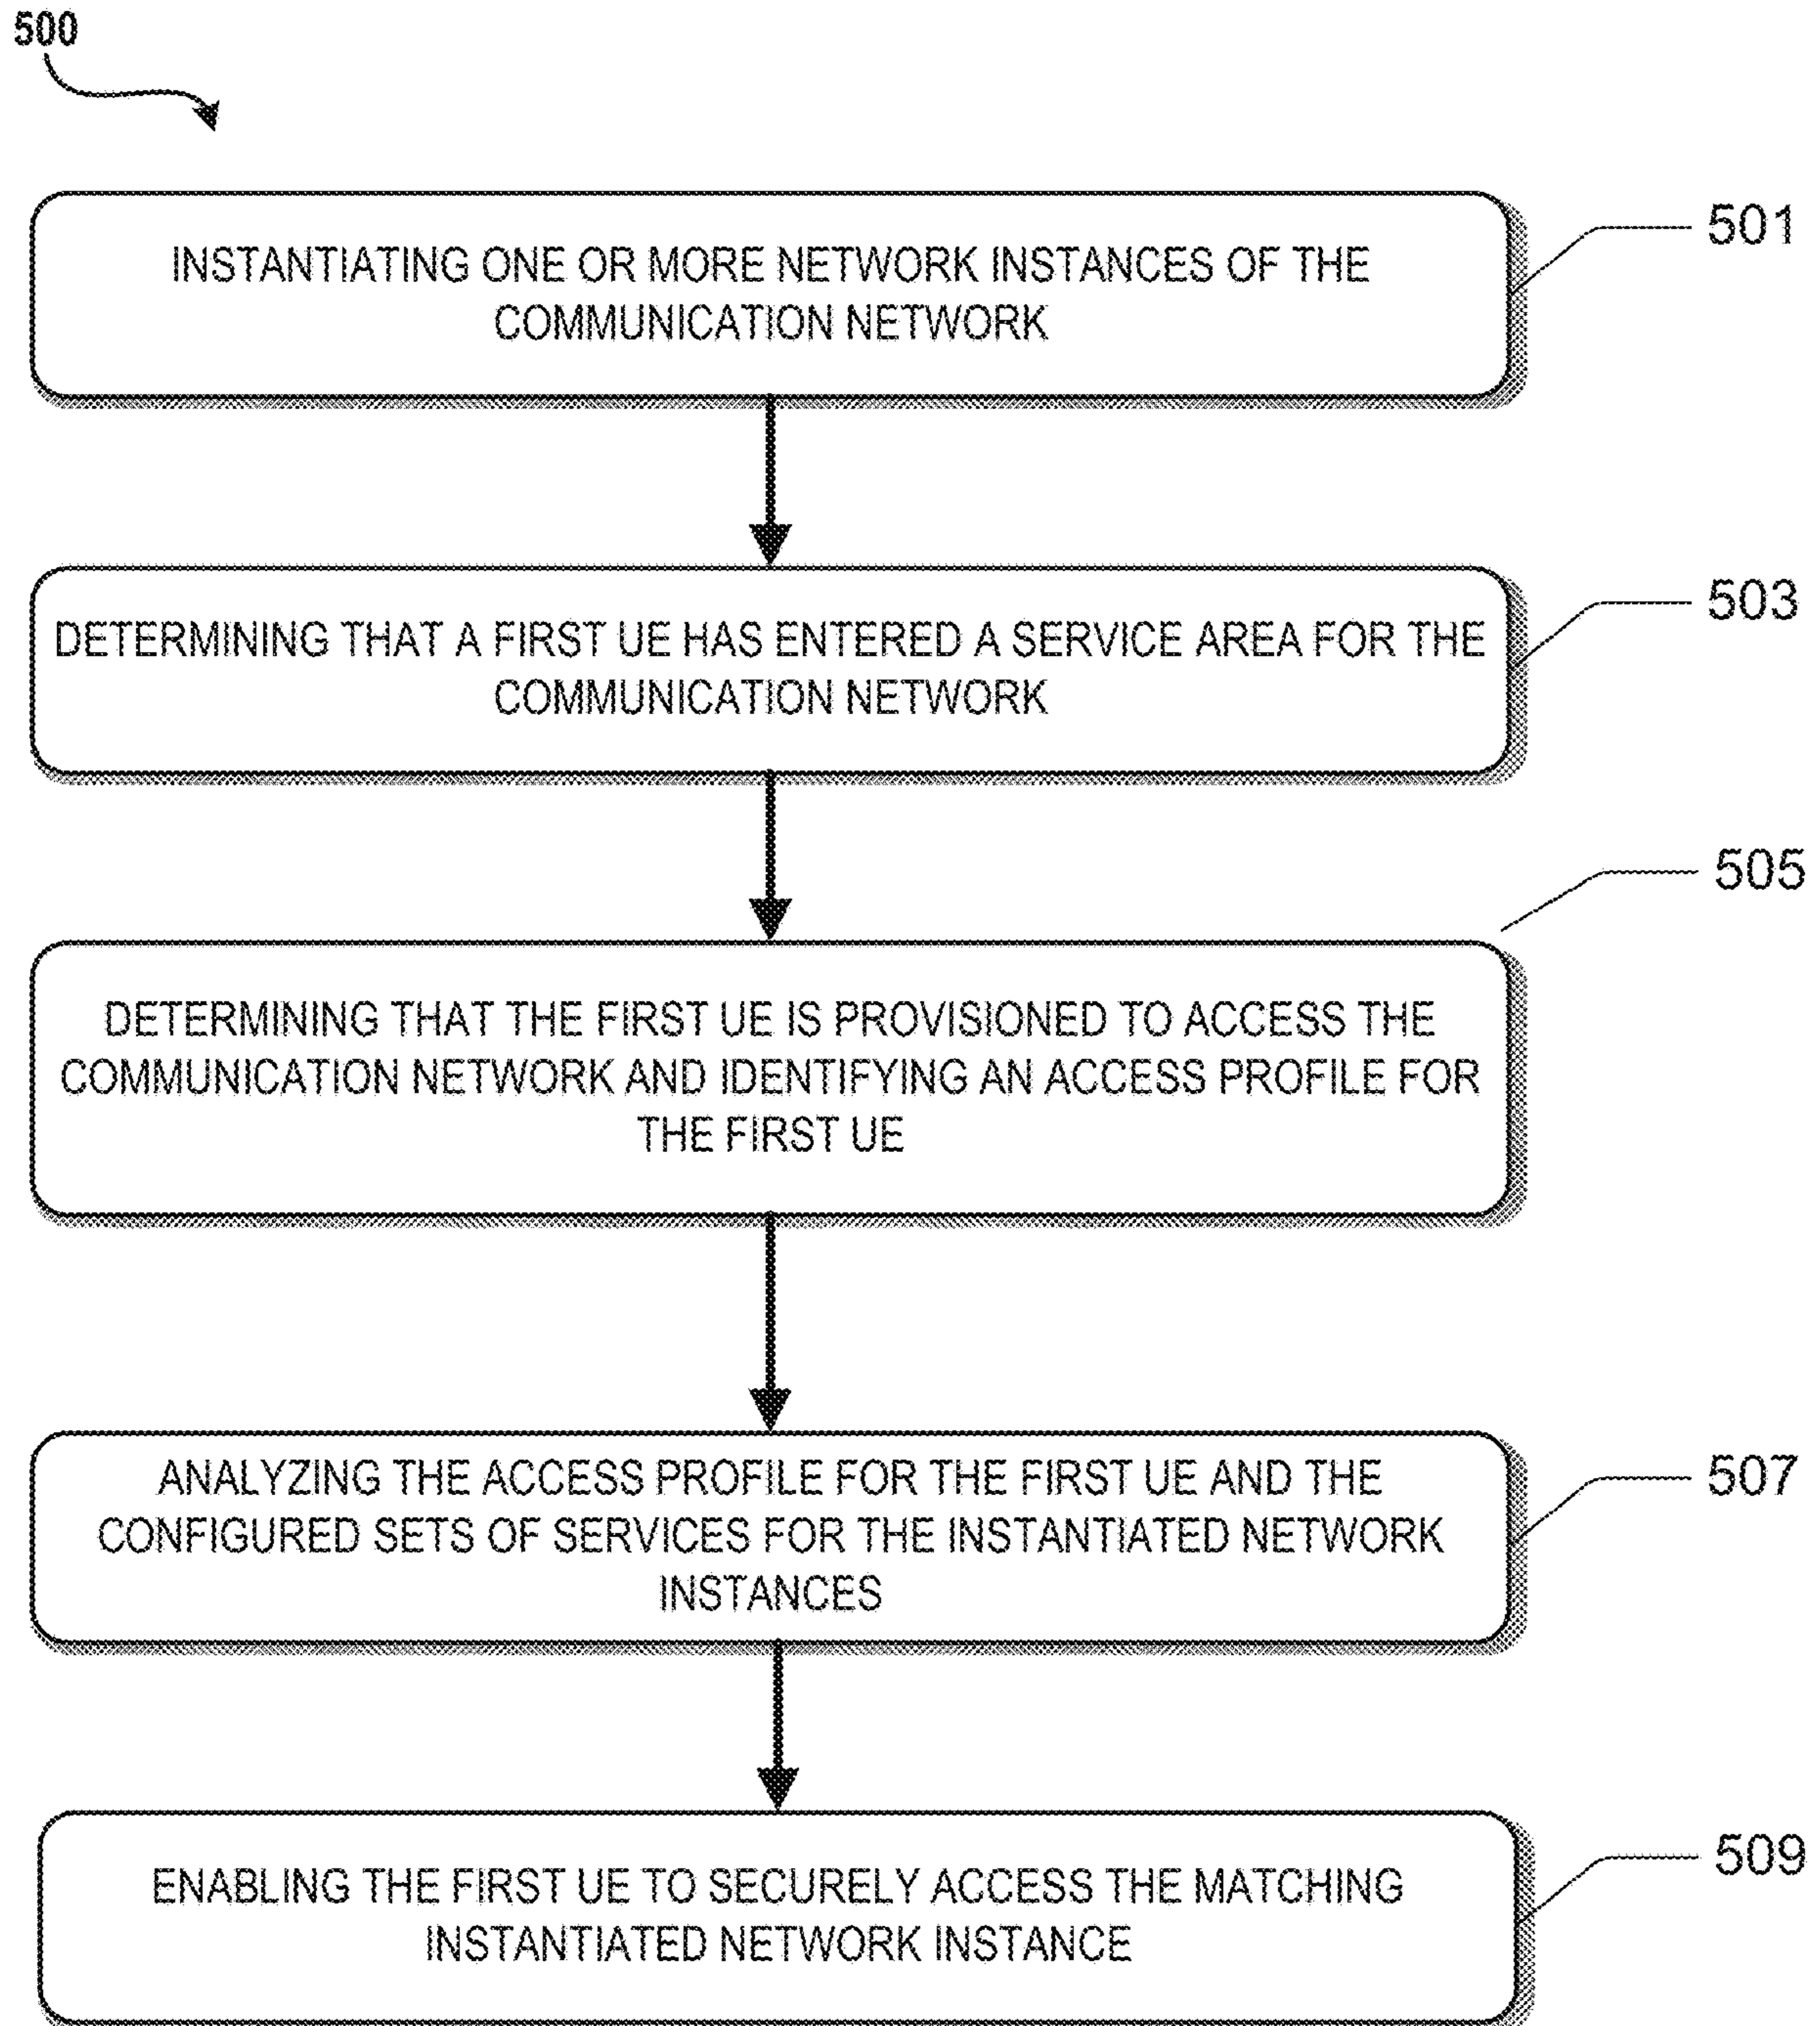 500
INSTANTIATING ONE OR MORE NETWORK INSTANCES OF THE
COMMUNICATION NETWORK
501
DETERMINING THAT A FIRST UE HAS ENTERED A SERVICE AREA FOR THE
COMMUNICATION NETWORK
503
505
DETERMINING THAT THE FIRST UE IS PROVISIONED TO ACCESS THE
COMMUNICATION NETWORK AND IDENTIFYING AN ACCESS PROFILE FOR
THE FIRST UE
ANALYZING THE ACCESS PROFILE FOR THE FIRST UE AND THE
CONFIGURED SETS OF SERVICES FOR THE INSTANTIATED NETWORK
INSTANCES
507
ENABLING THE FIRST UE TO SECURELY ACCESS THE MATCHING
INSTANTIATED NETWORK INSTANCE
509